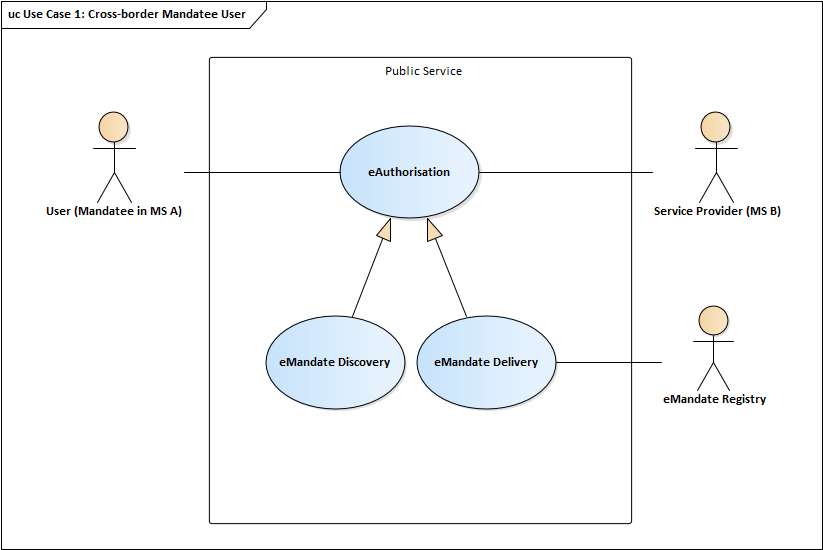 uc Use Case 1: Cross-border Mandatee User
Public Service
eAuthorisation
User (Mandatee in MS A)
Service Provider (MS B)
eMandate Discovery
eMandate Delivery
eMandate Registry